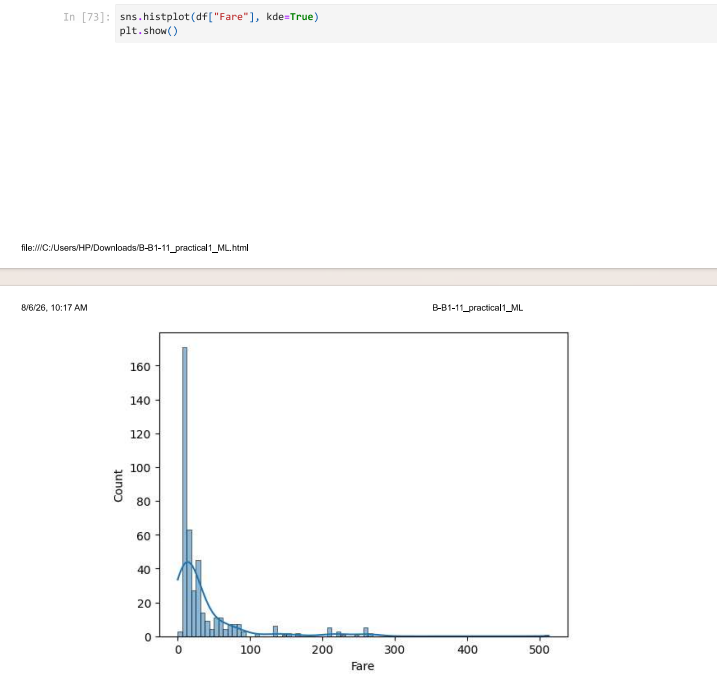 In [73]: sns.histplot(df["Fare"], kde=True)
plt.show()
file:///C:/Users/HP/Downloads/B-B1-11_practical1_ML.html
8/6/26, 10:17 AM B-B1-11_practical1_ML
160
140
120
100
80
60
40
20
0
Count
0 100 200 300 400 500
Fare